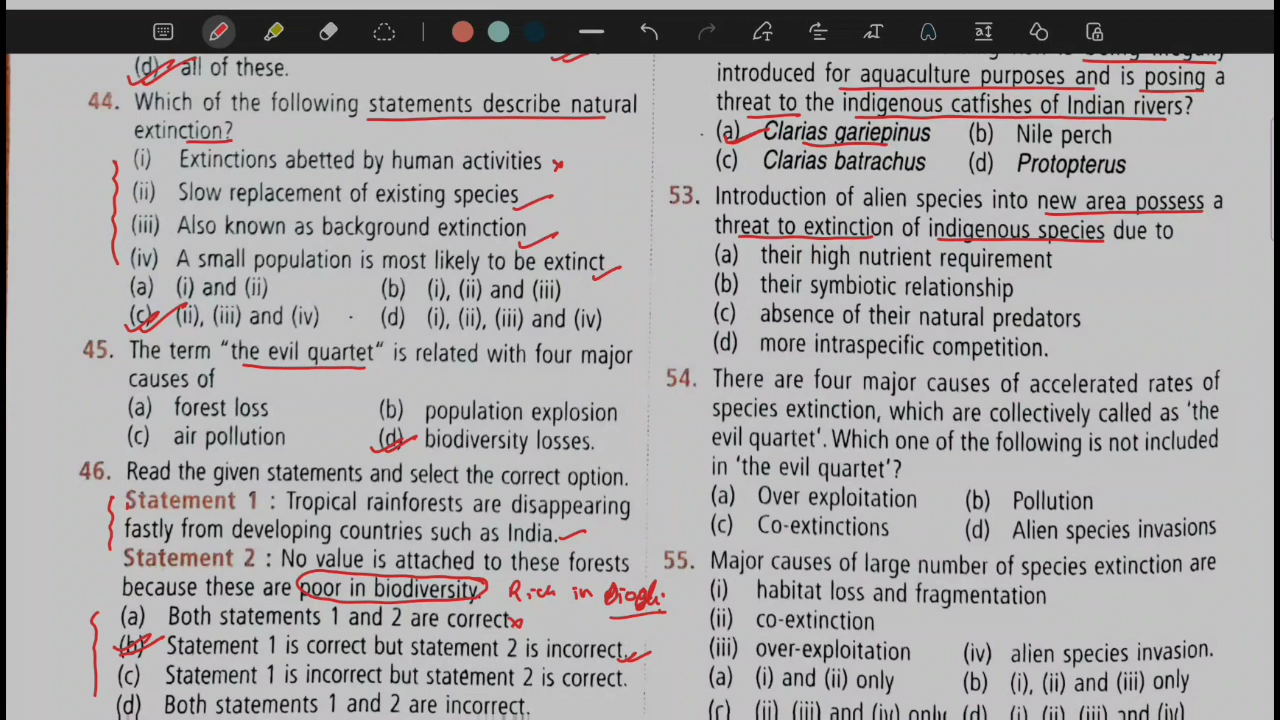 (d) all of these.
44. Which of the following statements describe natural
extinction?
(i) Extinctions abetted by human activities
(ii) Slow replacement of existing species
(iii) Also known as background extinction
(iv) A small population is most likely to be extinct
(a) (i) and (ii) (b) (i), (ii) and (iii)
(c) (ii), (iii) and (iv) (d) (i), (ii), (iii) and (iv)
45. The term “the evil quartet“ is related with four major
causes of
(a) forest loss (b) population explosion
(c) air pollution (d) biodiversity losses.
46. Read the given statements and select the correct option.
Statement 1 : Tropical rainforests are disappearing
fastly from developing countries such as India.
Statement 2 : No value is attached to these forests
because these are poor in biodiversity. Rich in
(a) Both statements 1 and 2 are correct.
(b) Statement 1 is correct but statement 2 is incorrect.
(c) Statement 1 is incorrect but statement 2 is correct.
(d) Both statements 1 and 2 are incorrect.
is being illegally
introduced for aquaculture purposes and is posing a
threat to the indigenous catfishes of Indian rivers?
(a) Clarias gariepinus (b) Nile perch
(c) Clarias batrachus (d) Protopterus
53. Introduction of alien species into new area possess a
threat to extinction of indigenous species due to
(a) their high nutrient requirement
(b) their symbiotic relationship
(c) absence of their natural predators
(d) more intraspecific competition.
54. There are four major causes of accelerated rates of
species extinction, which are collectively called as ‘the
evil quartet’. Which one of the following is not included
in ‘the evil quartet’?
(a) Over exploitation (b) Pollution
(c) Co-extinctions (d) Alien species invasions
55. Major causes of large number of species extinction are
(i) habitat loss and fragmentation
(ii) co-extinction
(iii) over-exploitation (iv) alien species invasion.
(a) (i) and (ii) only (b) (i), (ii) and (iii) only
(c) (ii), (iii) and (iv) only (d) (i), (ii), (iii) and (iv)